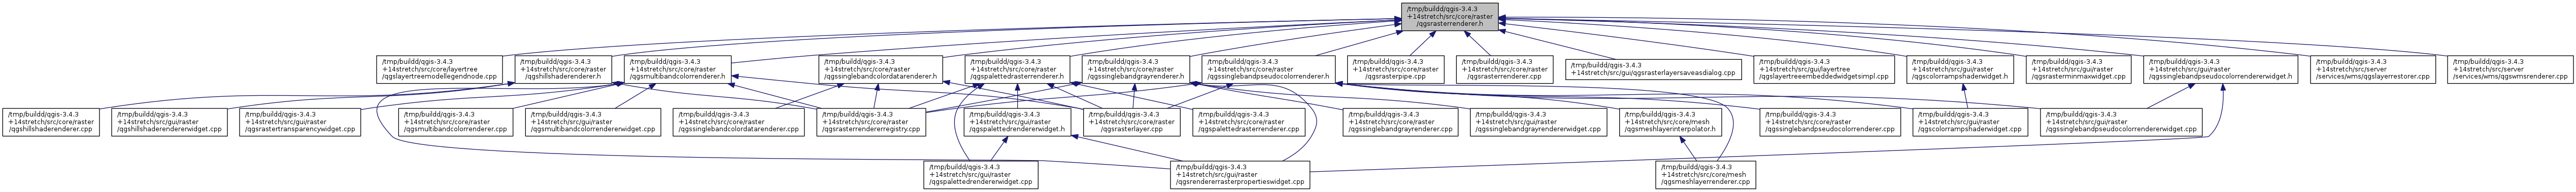 /tmp/buildd/qgis-3.4.3
+14stretch/src/core/raster
/qgsrasterrenderer.h
/tmp/buildd/qgis-3.4.3
+14stretch/src/core/layertree
/qgslayertreemodellegendnode.cpp
/tmp/buildd/qgis-3.4.3
+14stretch/src/core/raster
/qgshillshaderenderer.h
/tmp/buildd/qgis-3.4.3
+14stretch/src/core/raster
/qgsmultibandcolorrenderer.h
/tmp/buildd/qgis-3.4.3
+14stretch/src/core/raster
/qgssinglebandcolordatarenderer.h
/tmp/buildd/qgis-3.4.3
+14stretch/src/core/raster
/qgspalettedrasterrenderer.h
/tmp/buildd/qgis-3.4.3
+14stretch/src/core/raster
/qgssinglebandgrayrenderer.h
/tmp/buildd/qgis-3.4.3
+14stretch/src/core/raster
/qgssinglebandpseudocolorrenderer.h
/tmp/buildd/qgis-3.4.3
+14stretch/src/core/raster
/qgsrasterpipe.cpp
/tmp/buildd/qgis-3.4.3
+14stretch/src/core/raster
/qgsrasterrenderer.cpp
/tmp/buildd/qgis-3.4.3
+14stretch/src/gui/qgsrasterlayersaveasdialog.cpp
/tmp/buildd/qgis-3.4.3
+14stretch/src/gui/layertree
/qgslayertreeembeddedwidgetsimpl.cpp
/tmp/buildd/qgis-3.4.3
+14stretch/src/gui/raster
/qgscolorrampshaderwidget.h
/tmp/buildd/qgis-3.4.3
+14stretch/src/gui/raster
/qgsrasterminmaxwidget.cpp
/tmp/buildd/qgis-3.4.3
+14stretch/src/gui/raster
/qgssinglebandpseudocolorrendererwidget.h
/tmp/buildd/qgis-3.4.3
+14stretch/src/server
/services/wms/qgslayerrestorer.cpp
/tmp/buildd/qgis-3.4.3
+14stretch/src/server
/services/wms/qgswmsrenderer.cpp
/tmp/buildd/qgis-3.4.3
+14stretch/src/core/raster
/qgshillshaderenderer.cpp
/tmp/buildd/qgis-3.4.3
+14stretch/src/gui/raster
/qgshillshaderendererwidget.cpp
/tmp/buildd/qgis-3.4.3
+14stretch/src/gui/raster
/qgsrastertransparencywidget.cpp
/tmp/buildd/qgis-3.4.3
+14stretch/src/core/raster
/qgsmultibandcolorrenderer.cpp
/tmp/buildd/qgis-3.4.3
+14stretch/src/gui/raster
/qgsmultibandcolorrendererwidget.cpp
/tmp/buildd/qgis-3.4.3
+14stretch/src/core/raster
/qgssinglebandcolordatarenderer.cpp
/tmp/buildd/qgis-3.4.3
+14stretch/src/gui/raster
/qgsrasterrendererregistry.cpp
/tmp/buildd/qgis-3.4.3
+14stretch/src/gui/raster
/qgspalettedrendererwidget.h
/tmp/buildd/qgis-3.4.3
+14stretch/src/core/raster
/qgsrasterlayer.cpp
/tmp/buildd/qgis-3.4.3
+14stretch/src/core/raster
/qgspalettedrasterrenderer.cpp
/tmp/buildd/qgis-3.4.3
+14stretch/src/core/raster
/qgssinglebandgrayrenderer.cpp
/tmp/buildd/qgis-3.4.3
+14stretch/src/gui/raster
/qgssinglebandgrayrendererwidget.cpp
/tmp/buildd/qgis-3.4.3
+14stretch/src/core/mesh
/qgsmeshlayerinterpolator.h
/tmp/buildd/qgis-3.4.3
+14stretch/src/core/raster
/qgssinglebandpseudocolorrenderer.cpp
/tmp/buildd/qgis-3.4.3
+14stretch/src/gui/raster
/qgscolorrampshaderwidget.cpp
/tmp/buildd/qgis-3.4.3
+14stretch/src/gui/raster
/qgssinglebandpseudocolorrendererwidget.cpp
/tmp/buildd/qgis-3.4.3
+14stretch/src/gui/raster
/qgspalettedrendererwidget.cpp
/tmp/buildd/qgis-3.4.3
+14stretch/src/gui/raster
/qgsrendererrasterpropertieswidget.cpp
/tmp/buildd/qgis-3.4.3
+14stretch/src/core/mesh
/qgsmeshlayerrenderer.cpp